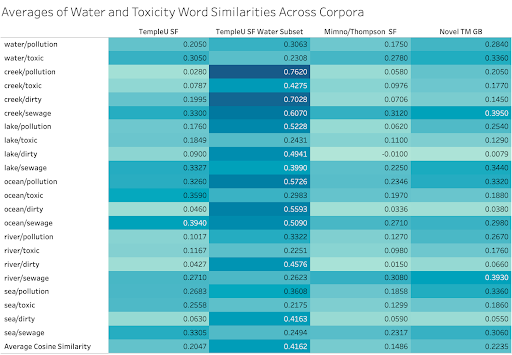 Averages of Water and Toxicity Word Similarities Across Corpora
TempleU SF TempleU SF Water Subset Mimno/Thompson SF Novel TM GB
water/pollution 0.2050 0.3063 0.1750 0.2840
water/toxic 0.3050 0.2308 0.2780 0.3360
creek/pollution 0.0280 0.7620 0.0580 0.2050
creek/toxic 0.0787 0.4275 0.0976 0.1770
creek/dirty 0.1995 0.7028 0.0706 0.1450
creek/sewage 0.3300 0.6070 0.3120 0.3950
lake/pollution 0.1760 0.5228 0.0620 0.2540
lake/toxic 0.1849 0.2431 0.1100 0.1290
lake/dirty 0.0900 0.4941 -0.0100 0.0079
lake/sewage 0.3327 0.3990 0.2250 0.3440
ocean/pollution 0.3260 0.5726 0.2346 0.3320
ocean/toxic 0.3590 0.2983 0.1970 0.1880
ocean/dirty 0.0460 0.5593 0.0336 0.0380
ocean/sewage 0.3940 0.5090 0.2710 0.2980
river/pollution 0.1017 0.3322 0.1270 0.2670
river/toxic 0.1167 0.2251 0.0980 0.1760
river/dirty 0.0427 0.4576 0.0150 0.0660
river/sewage 0.2710 0.2623 0.3080 0.3930
sea/pollution 0.2683 0.3608 0.1858 0.3360
sea/toxic 0.2558 0.2175 0.1299 0.1860
sea/dirty 0.0630 0.4163 0.0590 0.0550
sea/sewage 0.3305 0.2494 0.2317 0.3060
Average Cosine Similarity 0.2047 0.4162 0.1486 0.2235